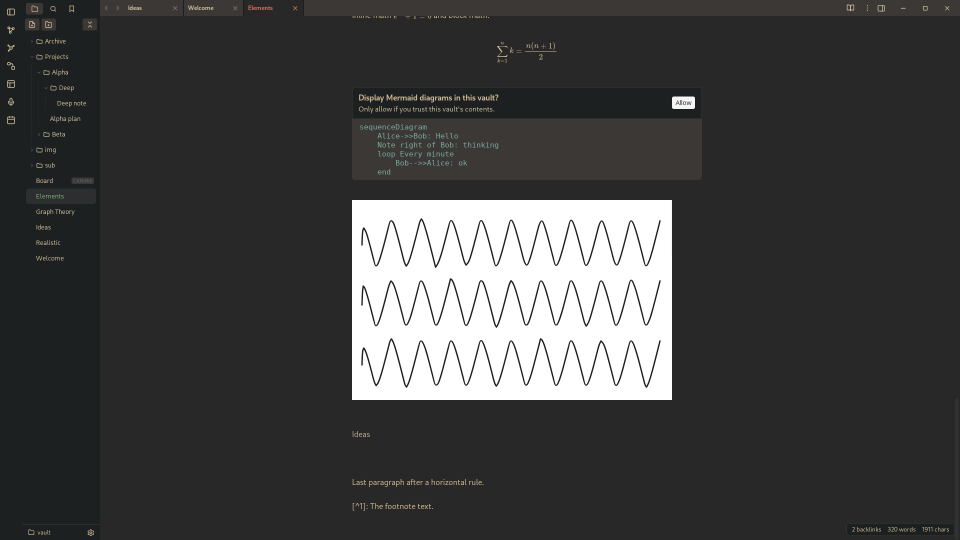 Ideas
Welcome
Elements
Archive
Projects
Alpha
Deep
Deep note
Alpha plan
Beta
img
sub
Board
Elements
Graph Theory
Ideas
Realistic
Welcome
vault
n
∑ k = n(n + 1) / 2
k=1
Display Mermaid diagrams in this vault?
Only allow if you trust this vault's contents.
Allow
sequenceDiagram
    Alice->>Bob: Hello
    Note right of Bob: thinking
    loop Every minute
        Bob-->>Alice: ok
    end
Ideas
Last paragraph after a horizontal rule.
[^1]: The footnote text.
2 backlinks 320 words 1911 chars